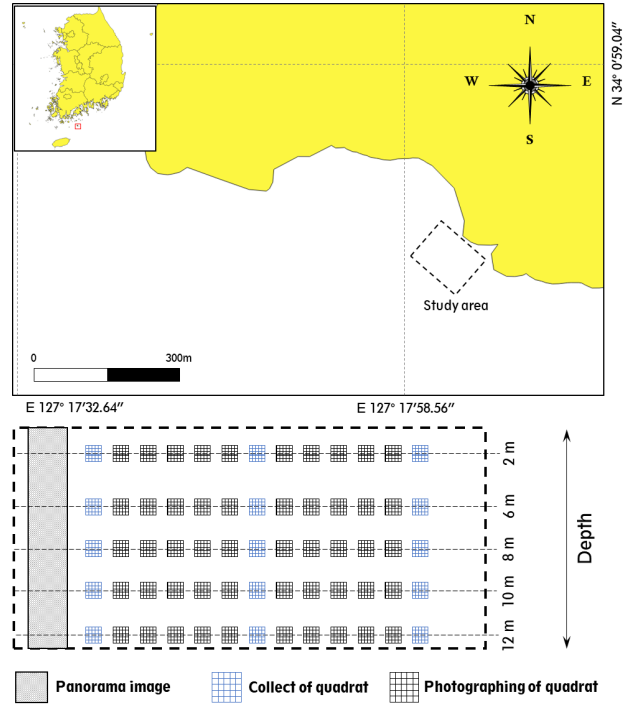 N
W
E
S
N 34° 0′59.04″
Study area
0
300m
E 127° 17′32.64″
E 127° 17′58.56″
2 m
6 m
8 m
10 m
12 m
Depth
Panorama image
Collect of quadrat
Photographing of quadrat